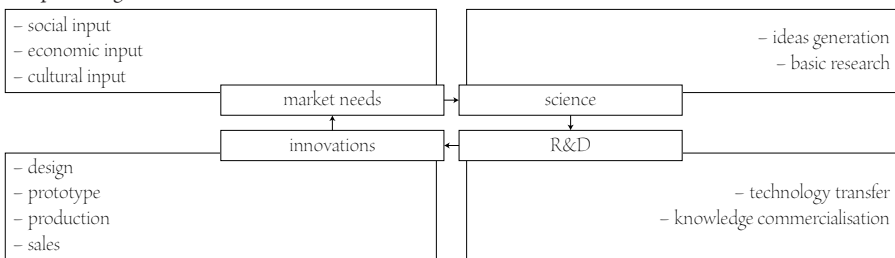 – social input
– economic input
– cultural input
– ideas generation
– basic research
market needs
science
innovations
R&D
– design
– prototype
– production
– sales
– technology transfer
– knowledge commercialisation